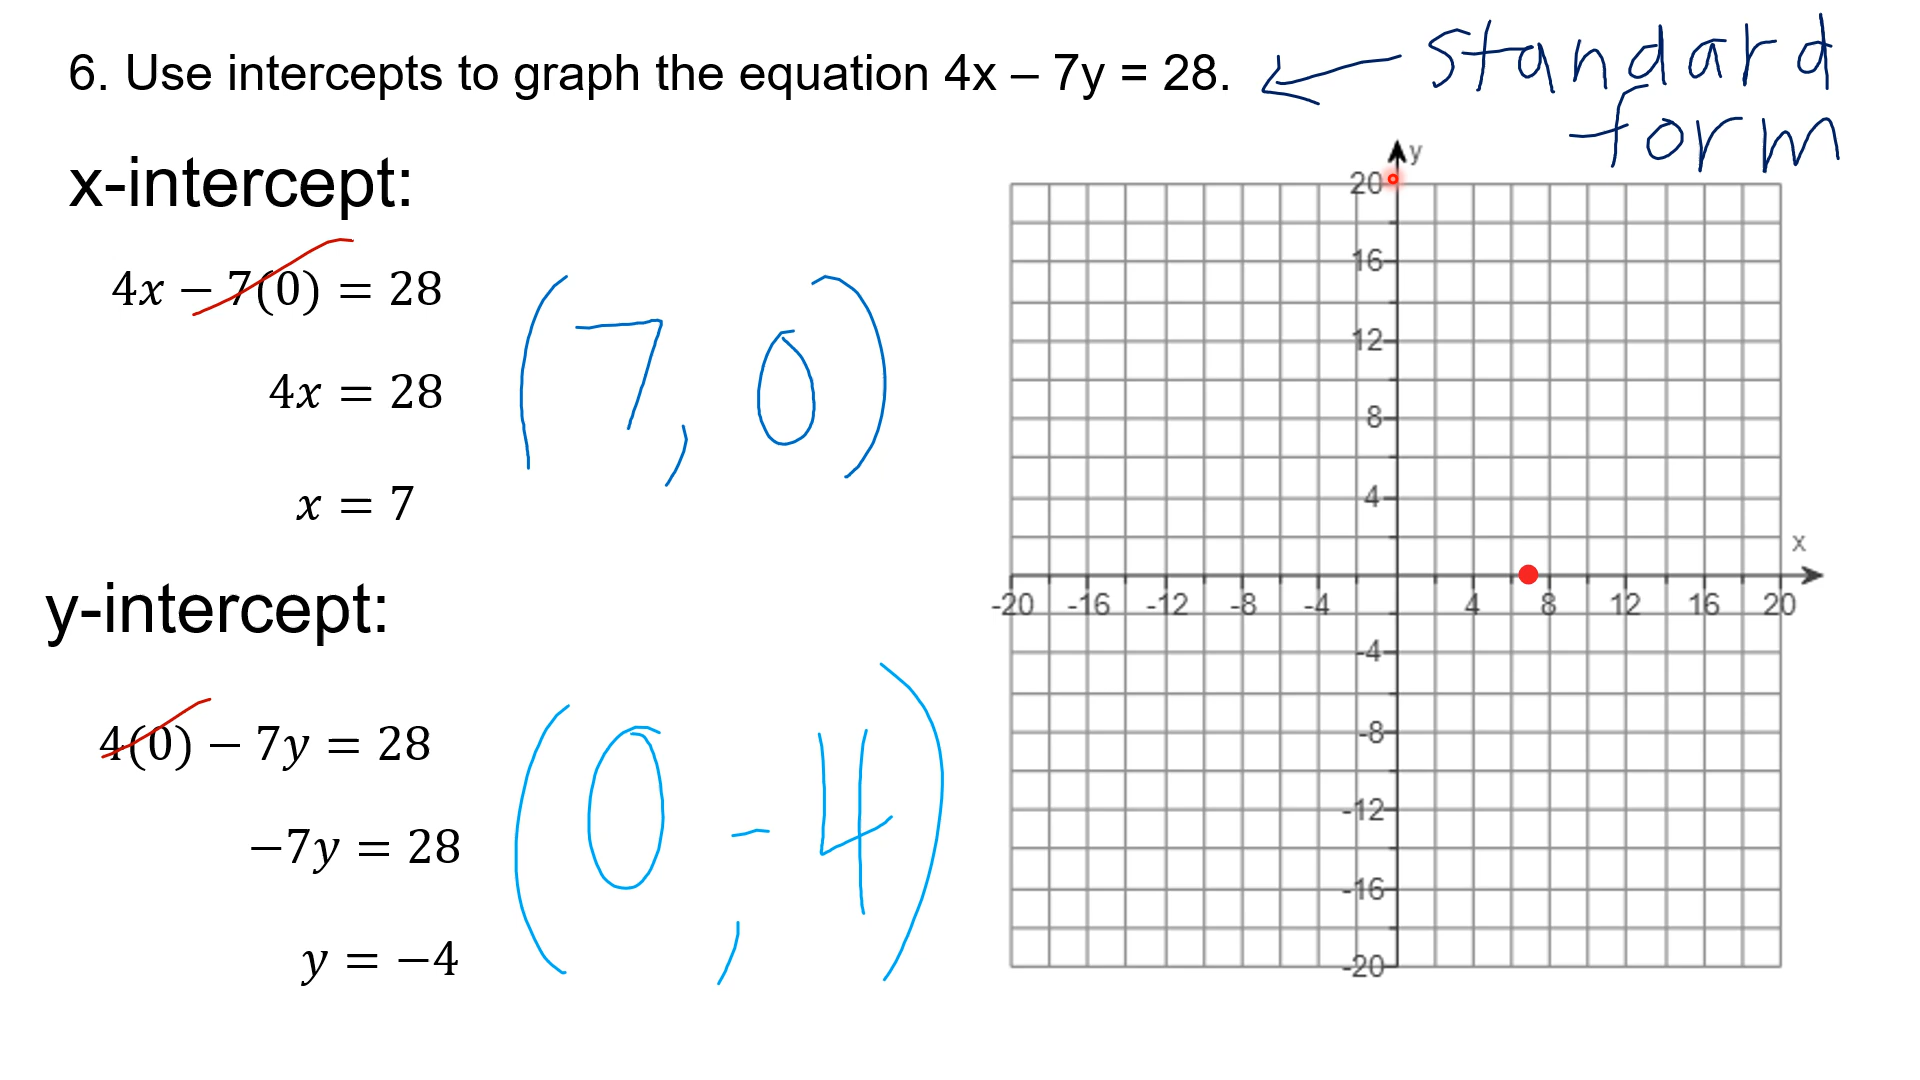 6. Use intercepts to graph the equation 4x – 7y = 28.
standard
form
x-intercept:
4x − 7(0) = 28
4x = 28
x = 7
(7, 0)
y-intercept:
4(0) − 7y = 28
−7y = 28
y = −4
(0, -4)
y
20
16
12
8
4
x
-20 -16 -12 -8 -4 4 8 12 16 20
-4
-8
-12
-16
-20